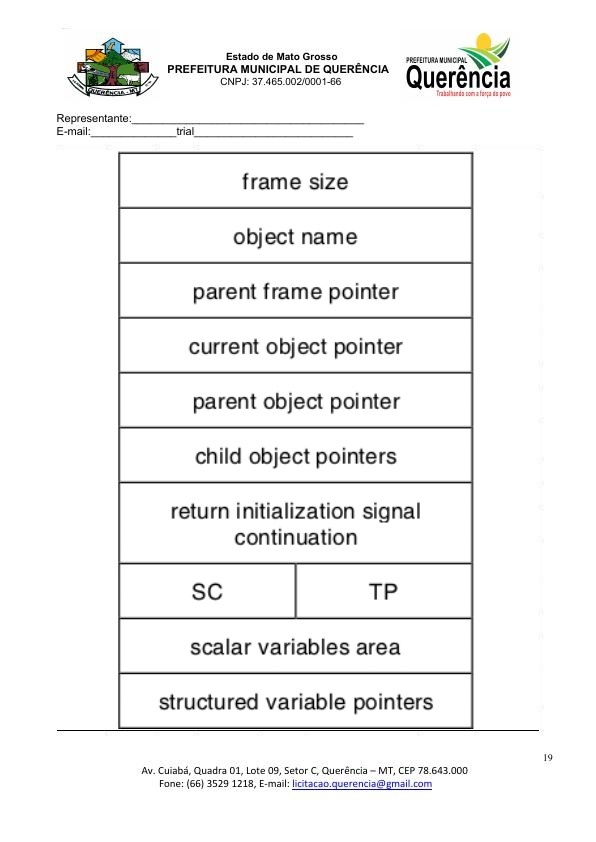 Estado de Mato Grosso
PREFEITURA MUNICIPAL DE QUERÊNCIA
CNPJ: 37.465.002/0001-66
QUERÊNCIA - MT
PREFEITURA MUNICIPAL
Querência
Trabalhando com a força do povo
Representante:_______________________________________
E-mail:______________trial___________________________
frame size
object name
parent frame pointer
current object pointer
parent object pointer
child object pointers
return initialization signal
continuation
SC TP
scalar variables area
structured variable pointers
19
Av. Cuiabá, Quadra 01, Lote 09, Setor C, Querência – MT, CEP 78.643.000
Fone: (66) 3529 1218, E-mail: licitacao.querencia@gmail.com